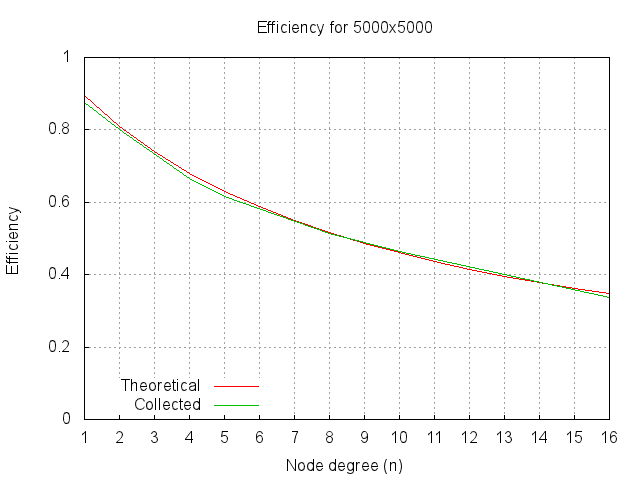 Efficiency for 5000x5000
1
0.8
0.6
0.4
0.2
0
Efficiency
Theoretical
Collected
1 2 3 4 5 6 7 8 9 10 11 12 13 14 15 16
Node degree (n)